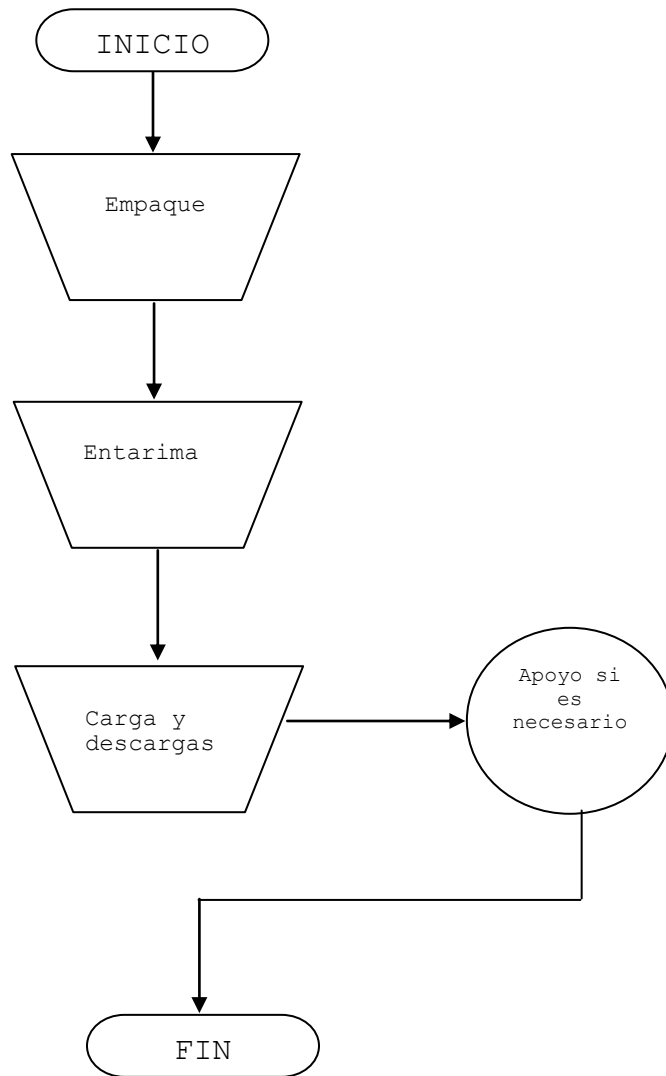 INICIO
Empaque
Entarima
Carga y
descargas
Apoyo si
es
necesario
FIN